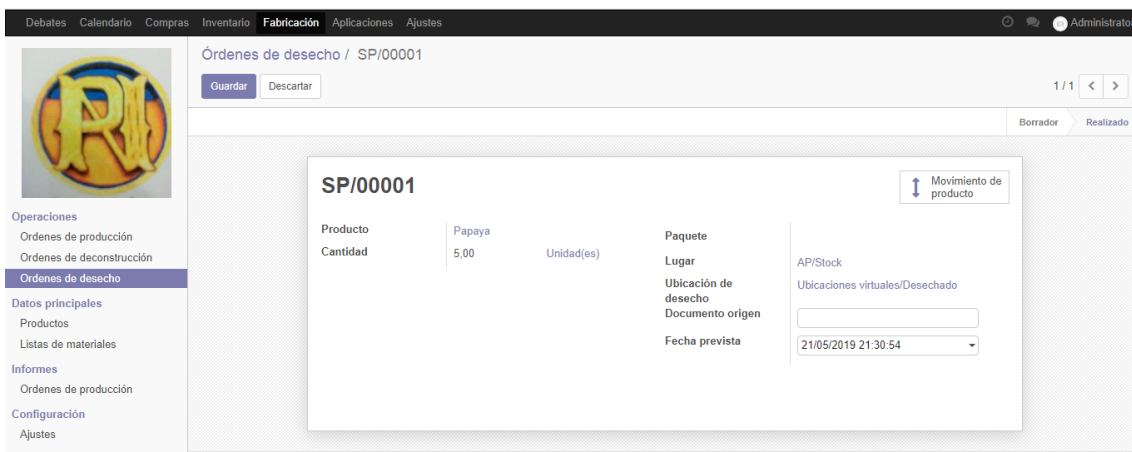 Debates Calendario Compras Inventario Fabricación Aplicaciones Ajustes Administrator
Órdenes de desecho / SP/00001
Guardar Descartar 1 / 1
Borrador Realizado
RI
SP/00001
Movimiento de
producto
Producto Papaya
Cantidad 5,00 Unidad(es)
Paquete
Lugar AP/Stock
Ubicación de
desecho
Ubicaciones virtuales/Desechado
Documento origen
Fecha prevista 21/05/2019 21:30:54
Operaciones
Ordenes de producción
Ordenes de deconstrucción
Ordenes de desecho
Datos principales
Productos
Listas de materiales
Informes
Ordenes de producción
Configuración
Ajustes